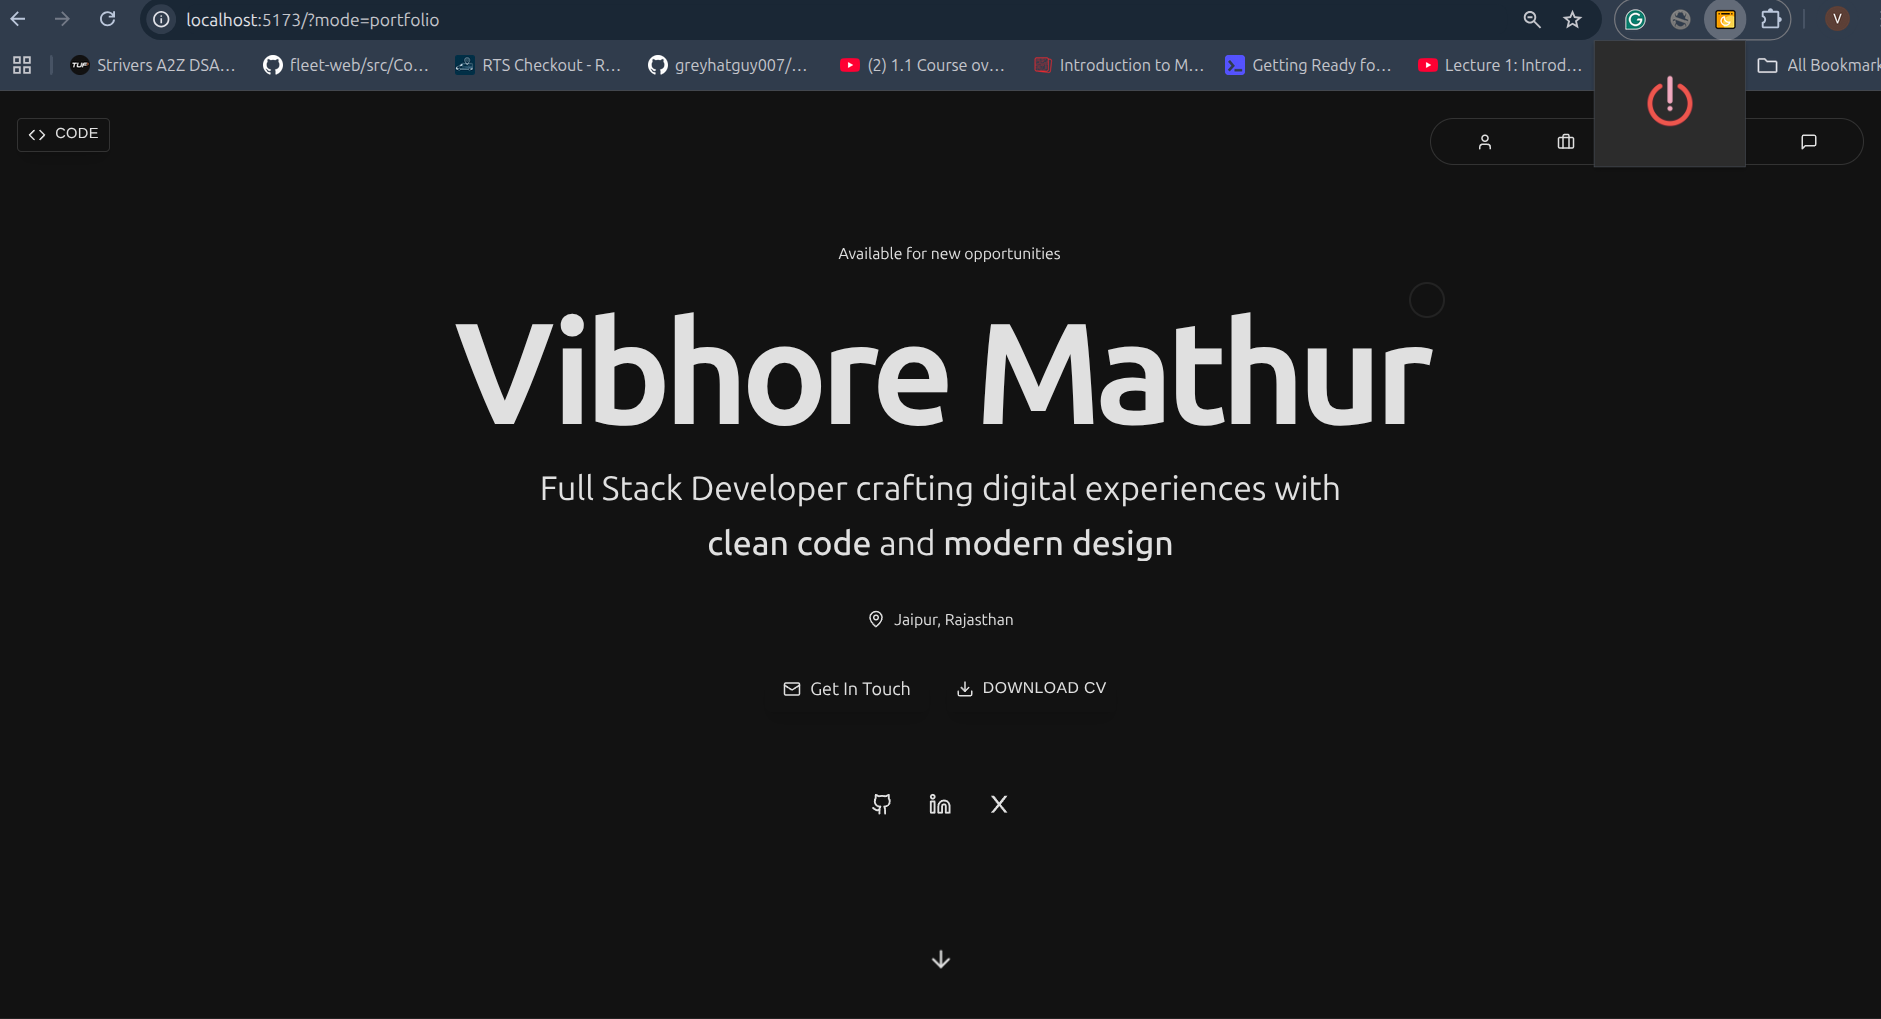 localhost:5173/?mode=portfolio
V
TUF Strivers A2Z DSA...
fleet-web/src/Co...
RTS Checkout - R...
greyhatguy007/...
(2) 1.1 Course ov...
Introduction to M...
Getting Ready fo...
Lecture 1: Introd...
All Bookmark
CODE
Available for new opportunities
Vibhore Mathur
Full Stack Developer crafting digital experiences with
clean code and modern design
Jaipur, Rajasthan
Get In Touch
DOWNLOAD CV